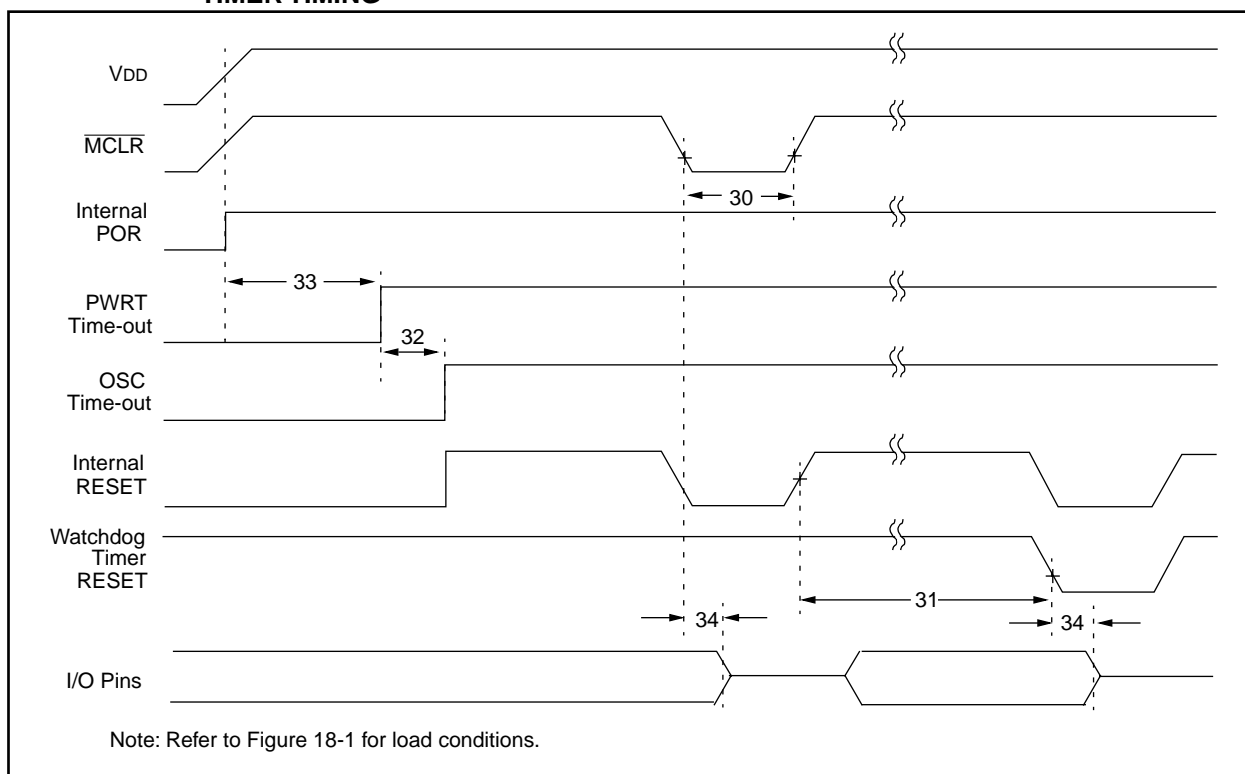 TIMER TIMING
VDD
MCLR
30
Internal
POR
33
PWRT
Time-out
32
OSC
Time-out
Internal
RESET
Watchdog
Timer
RESET
31
34
34
I/O Pins
Note: Refer to Figure 18-1 for load conditions.